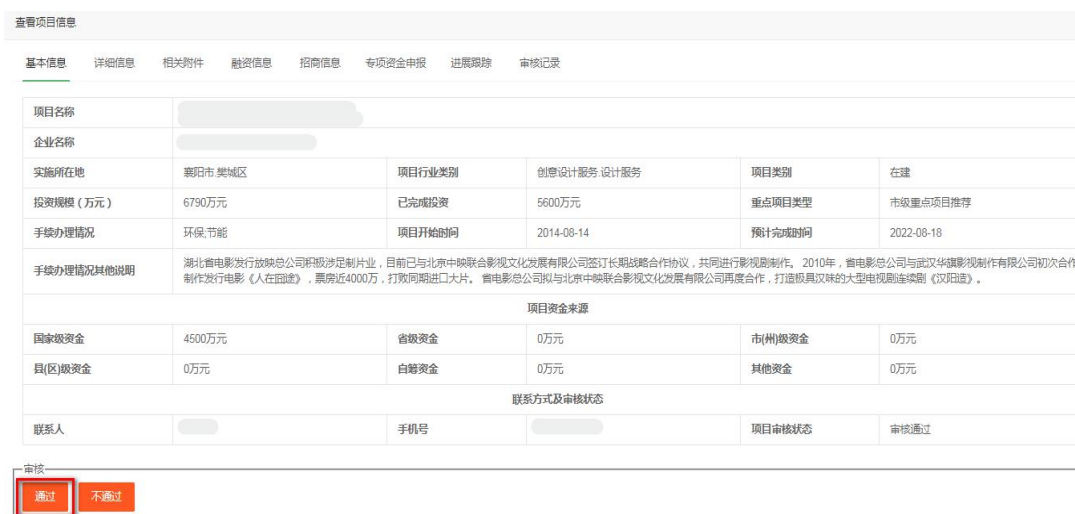 查看项目信息
基本信息 详细信息 相关附件 融资信息 招商信息 专项资金申报 进展跟踪 审核记录
项目名称
企业名称
实施所在地 襄阳市.樊城区 项目行业类别 创意设计服务.设计服务 项目类别 在建
投资规模（万元） 6790万元 已完成投资 5600万元 重点项目类型 市级重点项目推荐
手续办理情况 环保;节能 项目开始时间 2014-08-14 预计完成时间 2022-08-18
手续办理情况其他说明 湖北省电影发行放映总公司积极涉足制片业，目前已与北京中映联合影视文化发展有限公司签订长期战略合作协议，共同进行影视剧制作。 2010年，省电影总公司与武汉华旗影视制作有限公司初次合作
制作发行电影《人在囧途》，票房近4000万，打败同期进口大片。 省电影总公司拟与北京中映联合影视文化发展有限公司再度合作，打造极具汉味的大型电视剧连续剧《汉阳造》。
项目资金来源
国家级资金 4500万元 省级资金 0万元 市(州)级资金 0万元
县(区)级资金 0万元 自筹资金 0万元 其他资金 0万元
联系方式及审核状态
联系人 手机号 项目审核状态 审核通过
审核
通过 不通过